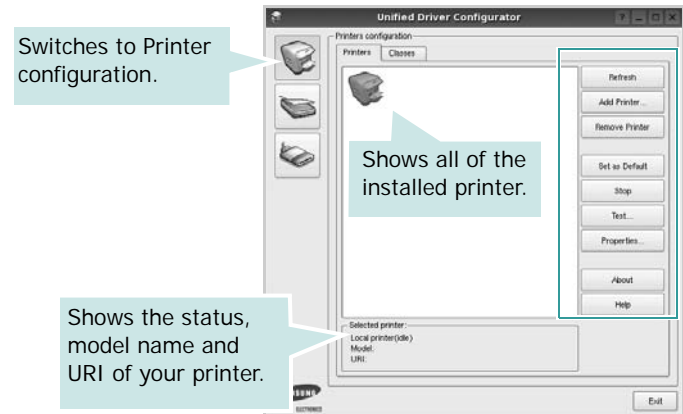 Unified Driver Configurator
Switches to Printer
configuration.
Printers configuration
Printers
Classes
Refresh
Add Printer...
Remove Printer
Set as Default
Stop
Test...
Properties...
About
Help
Shows all of the
installed printer.
Shows the status,
model name and
URI of your printer.
Selected printer:
Local printer(idle)
Model:
URI:
ELECTRONICS
Exit